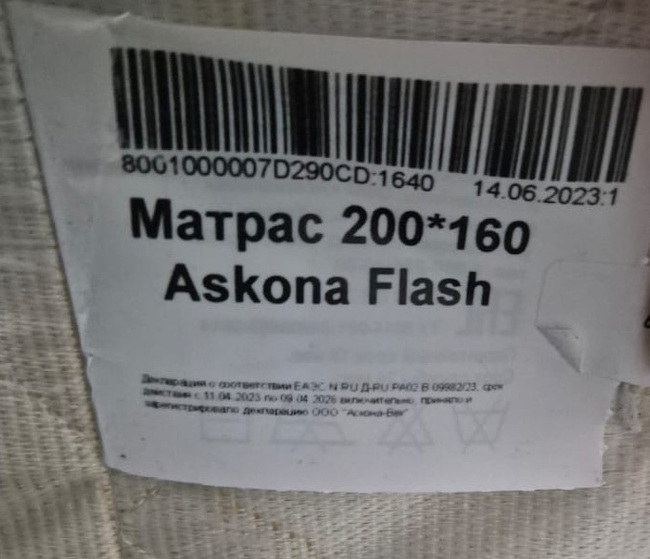 8001000007D290CD:1640 14.06.2023:1
Матрас 200*160
Askona Flash
Декларация о соответствии ЕАЭС N RU Д-RU РА02.В.09982/23, срок
действия с 11.04.2023 по 09.04.2026 включительно, принято и
зарегистрировало декларацию ООО "Аскона-Век"